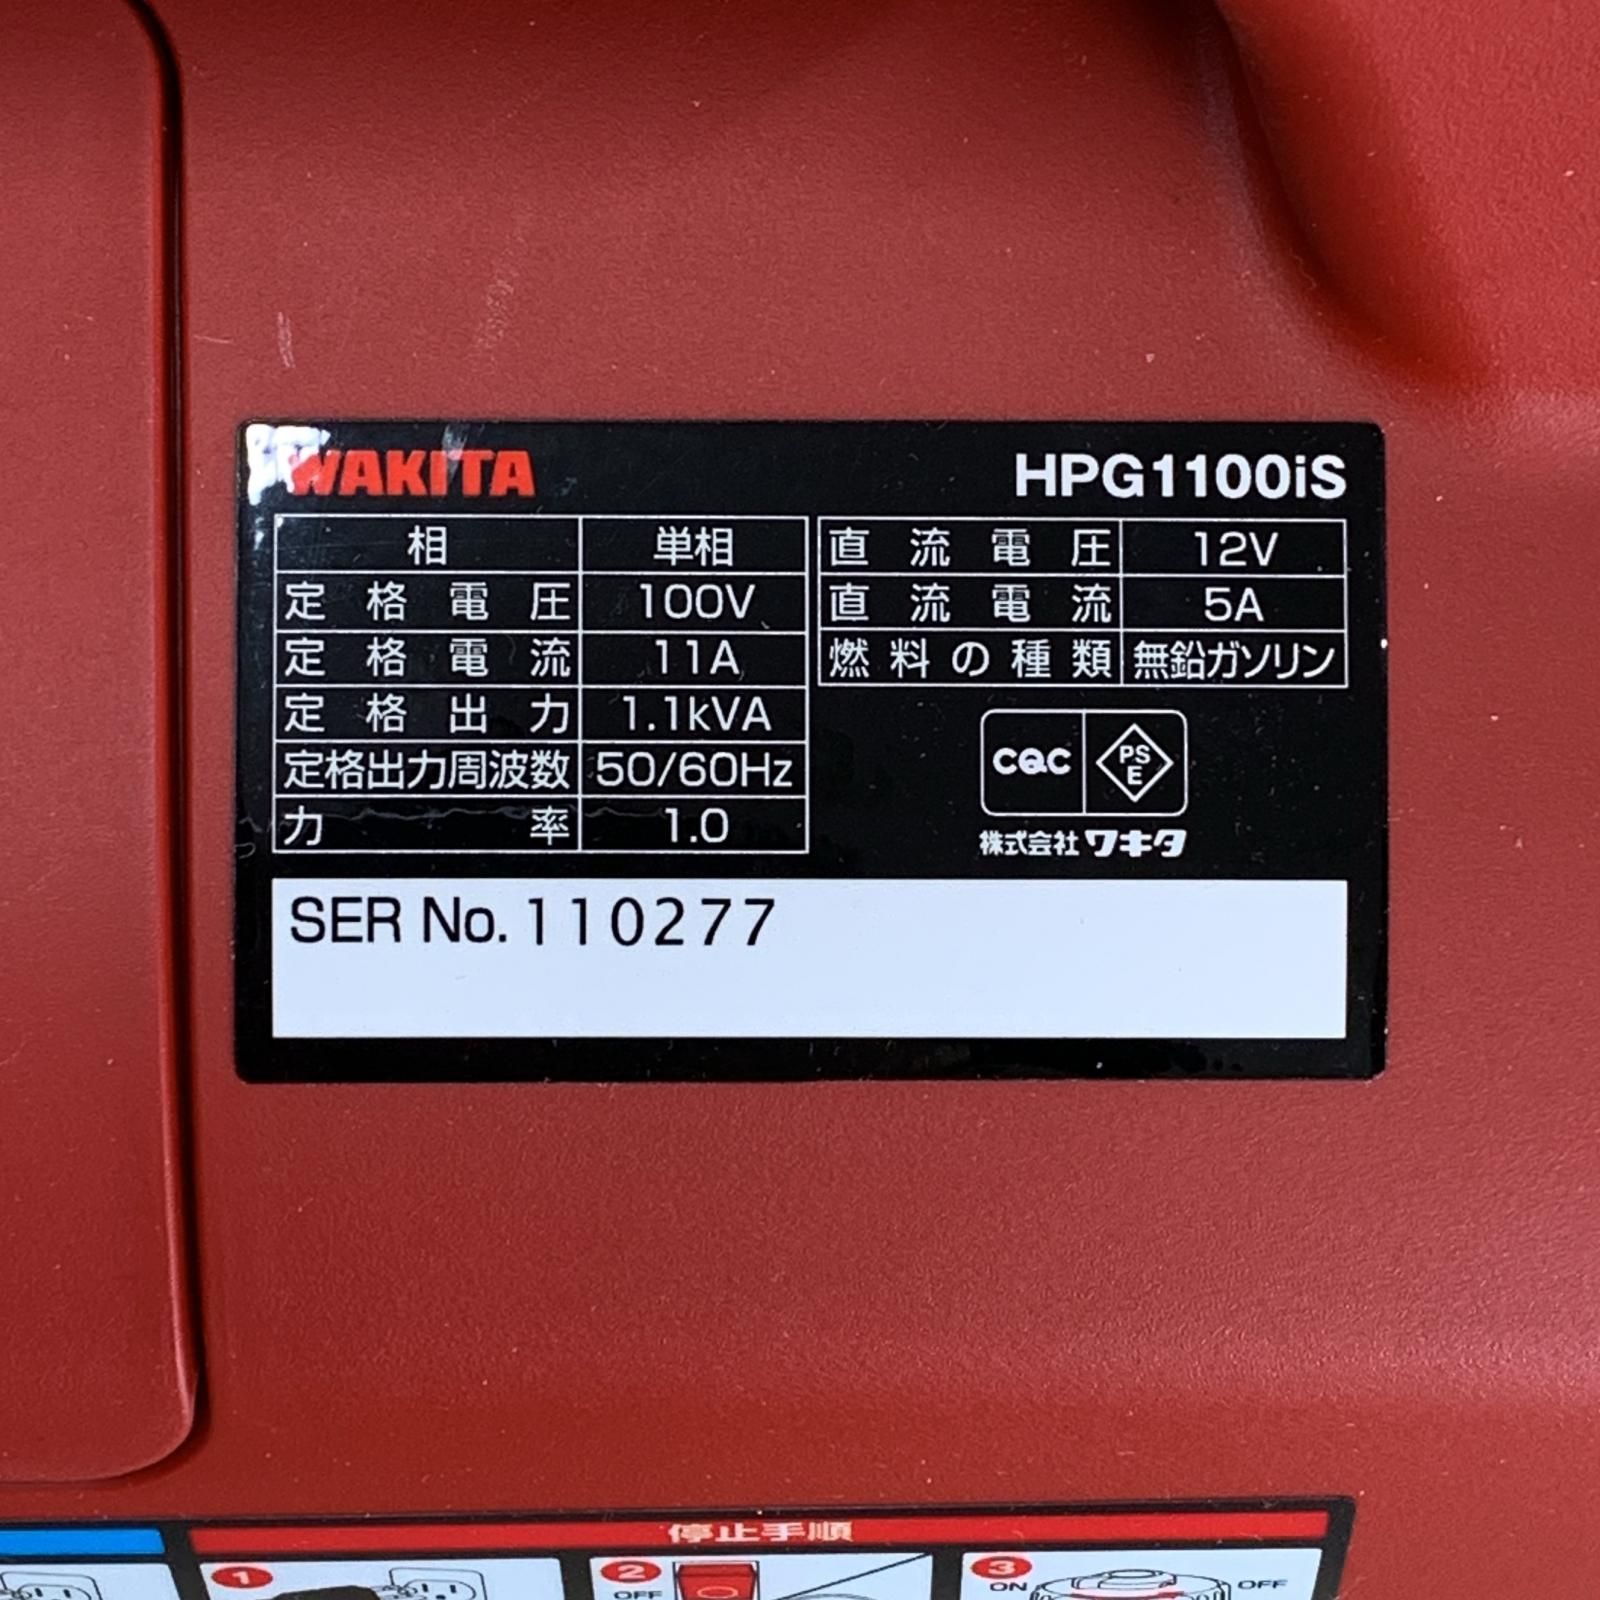 WAKITA
HPG1100iS
相 単相
定格電圧 100V
定格電流 11A
定格出力 1.1kVA
定格出力周波数 50/60Hz
力率 1.0
直流電圧 12V
直流電流 5A
燃料の種類 無鉛ガソリン
CQC
PS
E
株式会社 ワキタ
SER No. 110277
停止手順
1
2
OFF
3
ON OFF